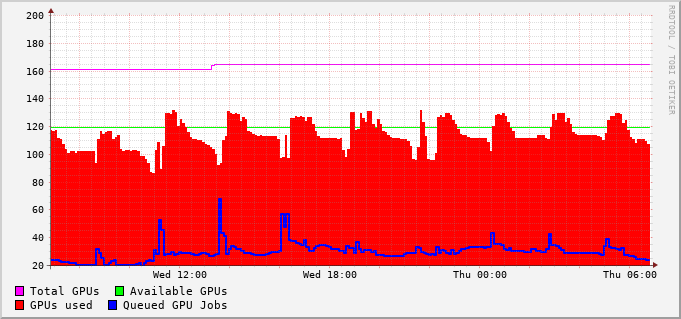 200
180
160
140
120
100
80
60
40
20
Wed 12:00 Wed 18:00 Thu 00:00 Thu 06:00
Total GPUs Available GPUs
GPUs used Queued GPU Jobs
RRDTOOL / TOBI OETIKER